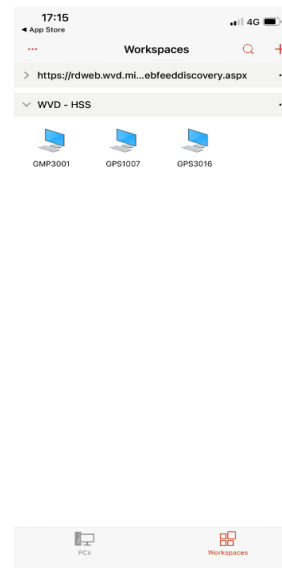 17:15
4G
◀ App Store
Workspaces
https://rdweb.wvd.mi...ebfeeddiscovery.aspx
WVD - HSS
GMP3001
GPS1007
GPS3016
PCs
Workspaces